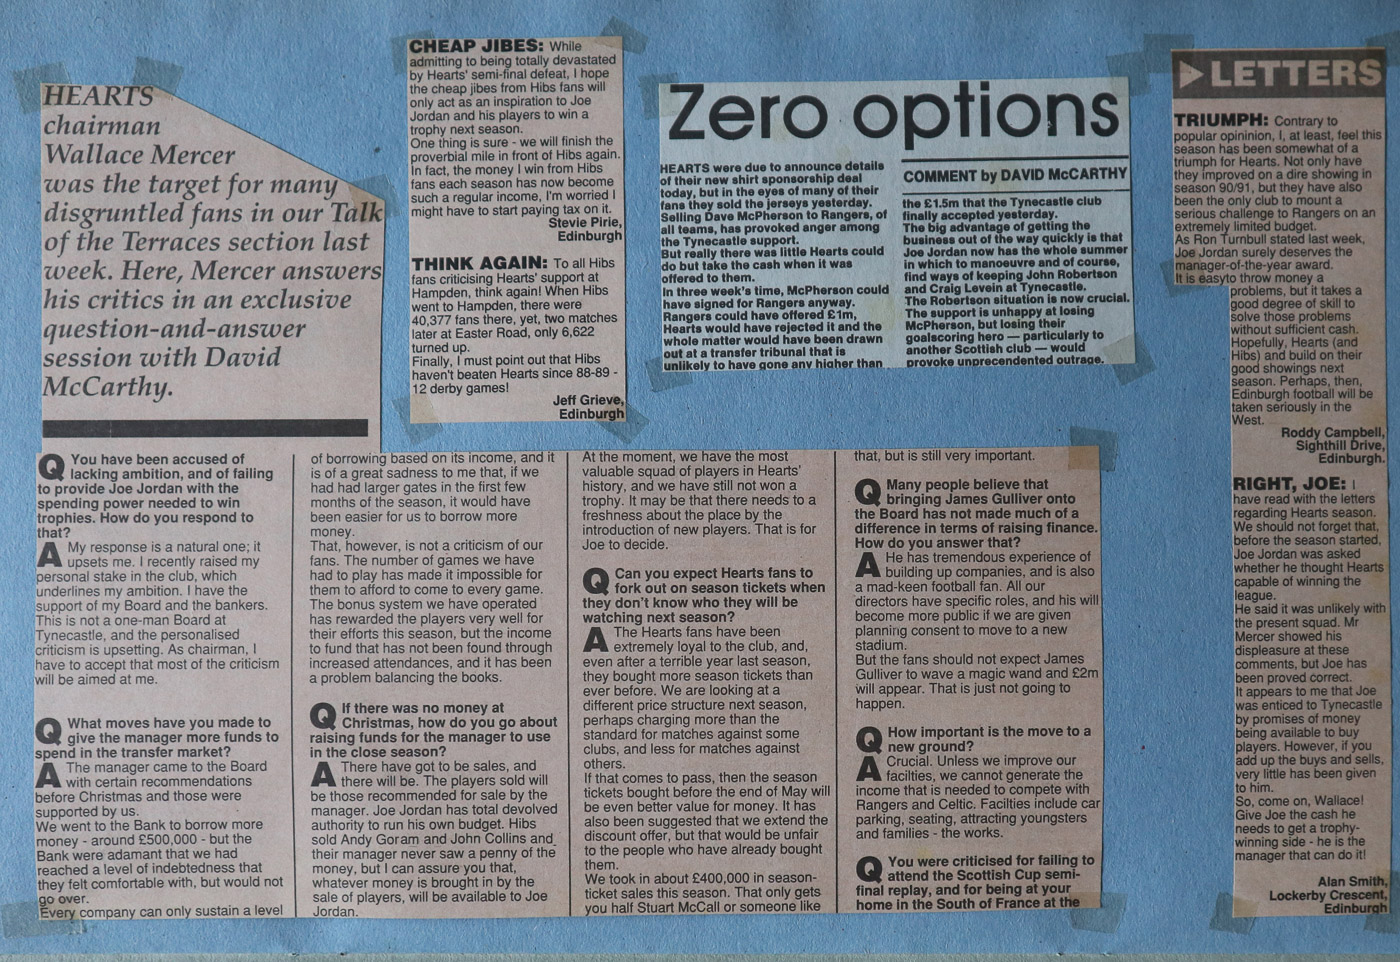 HEARTS
chairman
Wallace Mercer
was the target for many
disgruntled fans in our Talk
of the Terraces section last
week. Here, Mercer answers
his critics in an exclusive
question-and-answer
session with David
McCarthy.
Q You have been accused of
lacking ambition, and of failing
to provide Joe Jordan with the
spending power needed to win
trophies. How do you respond to
that?
A My response is a natural one; it
upsets me. I recently raised my
personal stake in the club, which
underlines my ambition. I have the
support of my Board and the bankers.
This is not a one-man Board at
Tynecastle, and the personalised
criticism is upsetting. As chairman, I
have to accept that most of the criticism
will be aimed at me.
Q What moves have you made to
give the manager more funds to
spend in the transfer market?
A The manager came to the Board
with certain recommendations
before Christmas and those were
supported by us.
We went to the Bank to borrow more
money - around £500,000 - but the
Bank were adamant that we had
reached a level of indebtedness that
they felt comfortable with, but would not
go over.
Every company can only sustain a level
of borrowing based on its income, and it
is of a great sadness to me that, if we
had had larger gates in the first few
months of the season, it would have
been easier for us to borrow more
money.
That, however, is not a criticism of our
fans. The number of games we have
had to play has made it impossible for
them to afford to come to every game.
The bonus system we have operated
has rewarded the players very well for
their efforts this season, but the income
to fund that has not been found through
increased attendances, and it has been
a problem balancing the books.
Q If there was no money at
Christmas, how do you go about
raising funds for the manager to use
in the close season?
A There have got to be sales, and
there will be. The players sold will
be those recommended for sale by the
manager. Joe Jordan has total devolved
authority to run his own budget. Hibs
sold Andy Goram and John Collins and
their manager never saw a penny of the
money, but I can assure you that,
whatever money is brought in by the
sale of players, will be available to Joe
Jordan.
At the moment, we have the most
valuable squad of players in Hearts'
history, and we have still not won a
trophy. It may be that there needs to a
freshness about the place by the
introduction of new players. That is for
Joe to decide.
Q Can you expect Hearts fans to
fork out on season tickets when
they don't know who they will be
watching next season?
A The Hearts fans have been
extremely loyal to the club, and,
even after a terrible year last season,
they bought more season tickets than
ever before. We are looking at a
different price structure next season,
perhaps charging more than the
standard for matches against some
clubs, and less for matches against
others.
If that comes to pass, then the season
tickets bought before the end of May will
be even better value for money. It has
also been suggested that we extend the
discount offer, but that would be unfair
to the people who have already bought
them.
We took in about £400,000 in season-
ticket sales this season. That only gets
you half Stuart McCall or someone like
that, but is still very important.
Q Many people believe that
bringing James Gulliver onto
the Board has not made much of a
difference in terms of raising finance.
How do you answer that?
A He has tremendous experience of
building up companies, and is also
a mad-keen football fan. All our
directors have specific roles, and his will
become more public if we are given
planning consent to move to a new
stadium.
But the fans should not expect James
Gulliver to wave a magic wand and £2m
will appear. That is just not going to
happen.
Q How important is the move to a
new ground?
A Crucial. Unless we improve our
facilties, we cannot generate the
income that is needed to compete with
Rangers and Celtic. Facilties include car
parking, seating, attracting youngsters
and families - the works.
Q You were criticised for failing to
attend the Scottish Cup semi-
final replay, and for being at your
home in the South of France at the
CHEAP JIBES: While
admitting to being totally devastated
by Hearts' semi-final defeat, I hope
the cheap jibes from Hibs fans will
only act as an inspiration to Joe
Jordan and his players to win a
trophy next season.
One thing is sure - we will finish the
proverbial mile in front of Hibs again.
In fact, the money I win from Hibs
fans each season has now become
such a regular income, I'm worried I
might have to start paying tax on it.
Stevie Pirie,
Edinburgh
THINK AGAIN: To all Hibs
fans criticising Hearts' support at
Hampden, think again! When Hibs
went to Hampden, there were
40,377 fans there, yet, two matches
later at Easter Road, only 6,622
turned up.
Finally, I must point out that Hibs
haven't beaten Hearts since 88-89 -
12 derby games!
Jeff Grieve,
Edinburgh
Zero options
HEARTS were due to announce details
of their new shirt sponsorship deal
today, but in the eyes of many of their
fans they sold the jerseys yesterday.
Selling Dave McPherson to Rangers, of
all teams, has provoked anger among
the Tynecastle support.
But really there was little Hearts could
do but take the cash when it was
offered to them.
In three week's time, McPherson could
have signed for Rangers anyway.
Rangers could have offered £1m,
Hearts would have rejected it and the
whole matter would have been drawn
out at a transfer tribunal that is
unlikely to have gone any higher than
COMMENT by DAVID McCARTHY
the £1.5m that the Tynecastle club
finally accepted yesterday.
The big advantage of getting the
business out of the way quickly is that
Joe Jordan now has the whole summer
in which to manoeuvre and of course,
find ways of keeping John Robertson
and Craig Levein at Tynecastle.
The Robertson situation is now crucial.
The support is unhappy at losing
McPherson, but losing their
goalscoring hero — particularly to
another Scottish club — would
provoke unprecendented outrage.
LETTERS
TRIUMPH: Contrary to
popular opininion, I, at least, feel this
season has been somewhat of a
triumph for Hearts. Not only have
they improved on a dire showing in
season 90/91, but they have also
been the only club to mount a
serious challenge to Rangers on an
extremely limited budget.
As Ron Turnbull stated last week,
Joe Jordan surely deserves the
manager-of-the-year award.
It is easyto throw money a
problems, but it takes a
good degree of skill to
solve those problems
without sufficient cash.
Hopefully, Hearts (and
Hibs) and build on their
good showings next
season. Perhaps, then,
Edinburgh football will be
taken seriously in the
West.
Roddy Campbell,
Sighthill Drive,
Edinburgh.
RIGHT, JOE: I
have read with the letters
regarding Hearts season.
We should not forget that,
before the season started,
Joe Jordan was asked
whether he thought Hearts
capable of winning the
league.
He said it was unlikely with
the present squad. Mr
Mercer showed his
displeasure at these
comments, but Joe has
been proved correct.
It appears to me that Joe
was enticed to Tynecastle
by promises of money
being available to buy
players. However, if you
add up the buys and sells,
very little has been given
to him.
So, come on, Wallace!
Give Joe the cash he
needs to get a trophy-
winning side - he is the
manager that can do it!
Alan Smith,
Lockerby Crescent,
Edinburgh